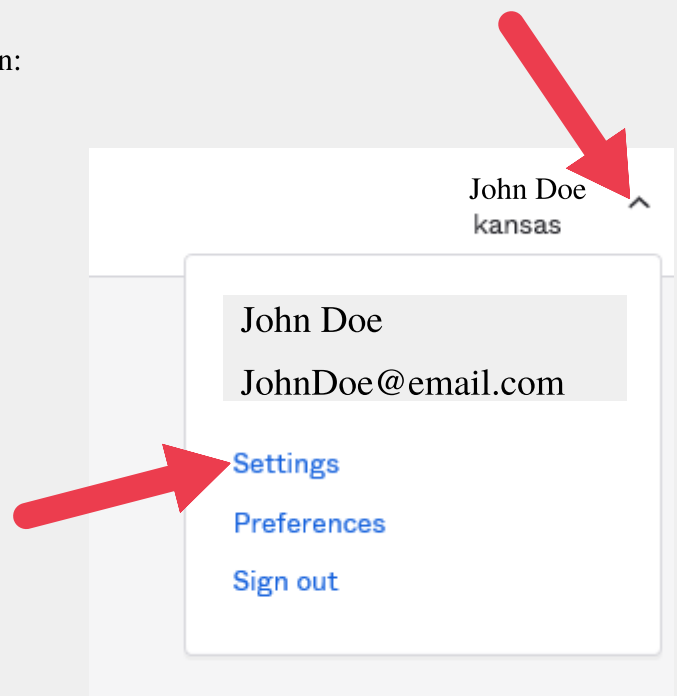 n:
John Doe
kansas
John Doe
JohnDoe@email.com
Settings
Preferences
Sign out